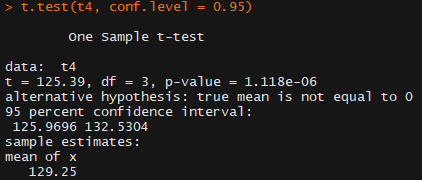 > t.test(t4, conf.level = 0.95)
One Sample t-test
data:  t4
t = 125.39, df = 3, p-value = 1.118e-06
alternative hypothesis: true mean is not equal to 0
95 percent confidence interval:
125.9696 132.5304
sample estimates:
mean of x
129.25